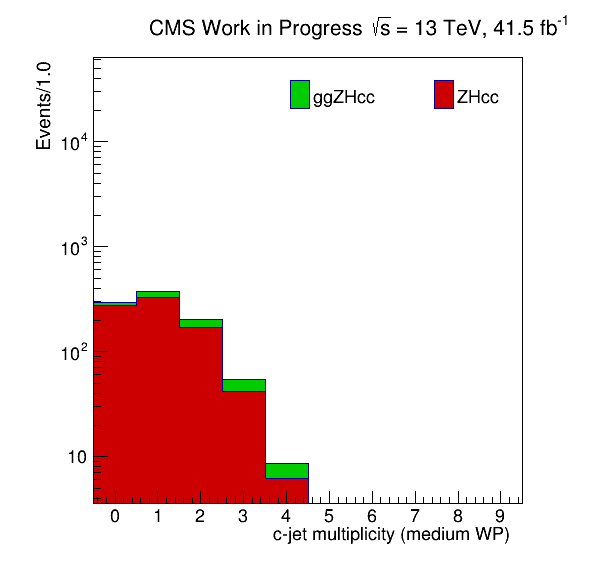 CMS Work in Progress √s = 13 TeV, 41.5 fb⁻¹
Events/1.0
ggZHcc ZHcc
10⁴
10³
10²
10
0 1 2 3 4 5 6 7 8 9
c-jet multiplicity (medium WP)